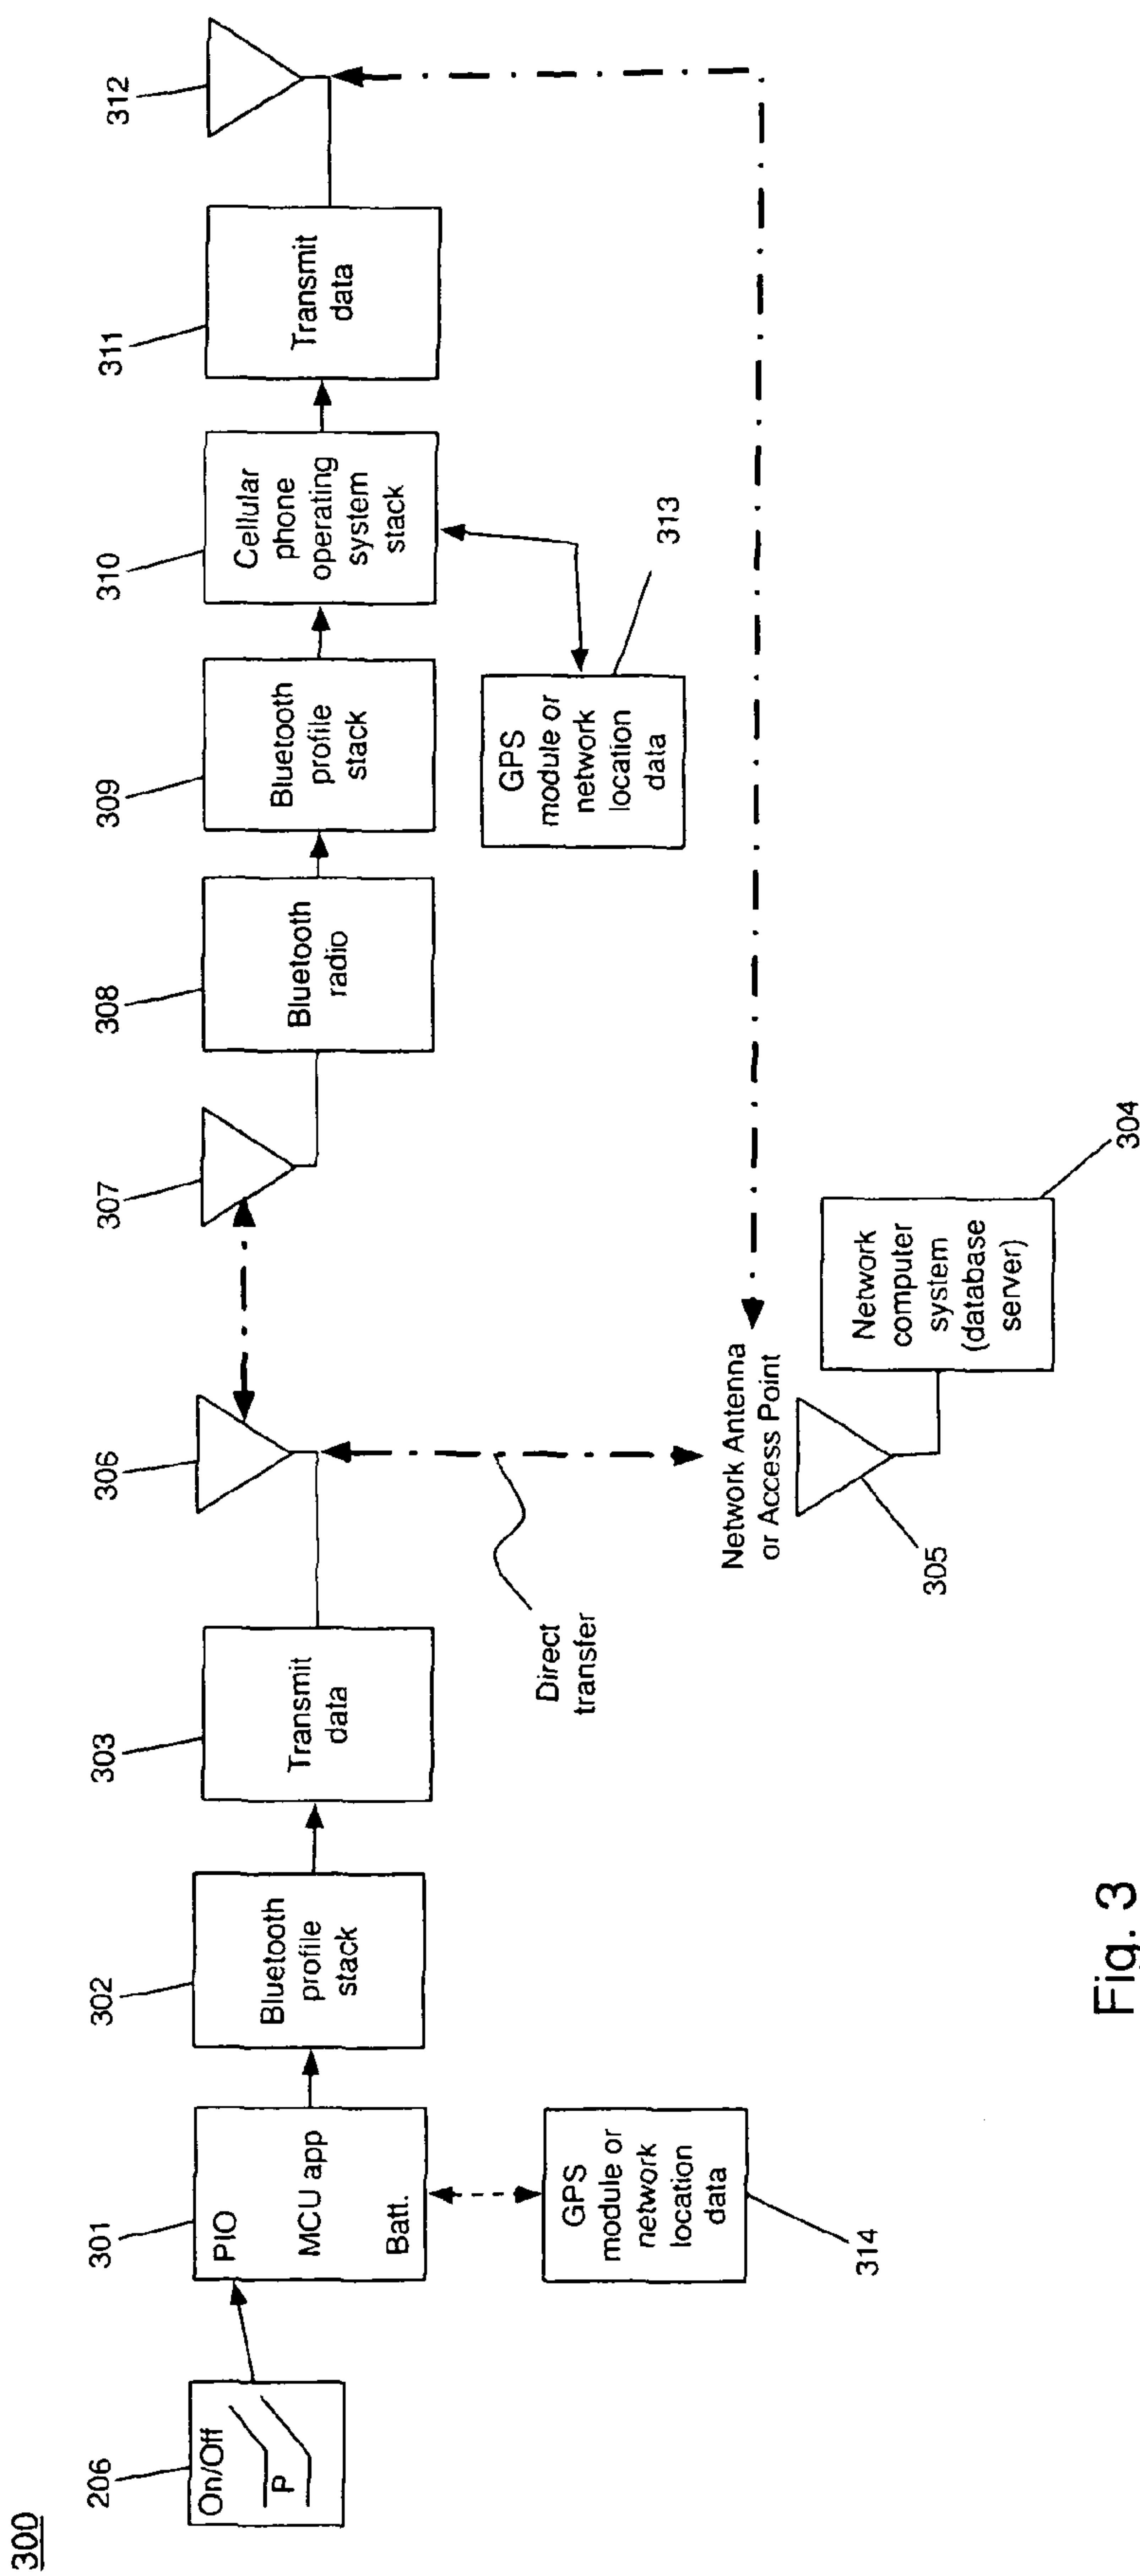 300
206
On/Off
P
301
PIO
MCU app
Batt.
302
Bluetooth
profile
stack
303
Transmit
data
306
307
308
Bluetooth
radio
309
Bluetooth
profile
stack
310
Cellular
phone
operating
system
stack
311
Transmit
data
312
GPS
module or
network
location
data
314
Direct
transfer
GPS
module or
network
location
data
313
Network Antenna
or Access Point
305
Network
computer
system
(database
server)
304
Fig. 3